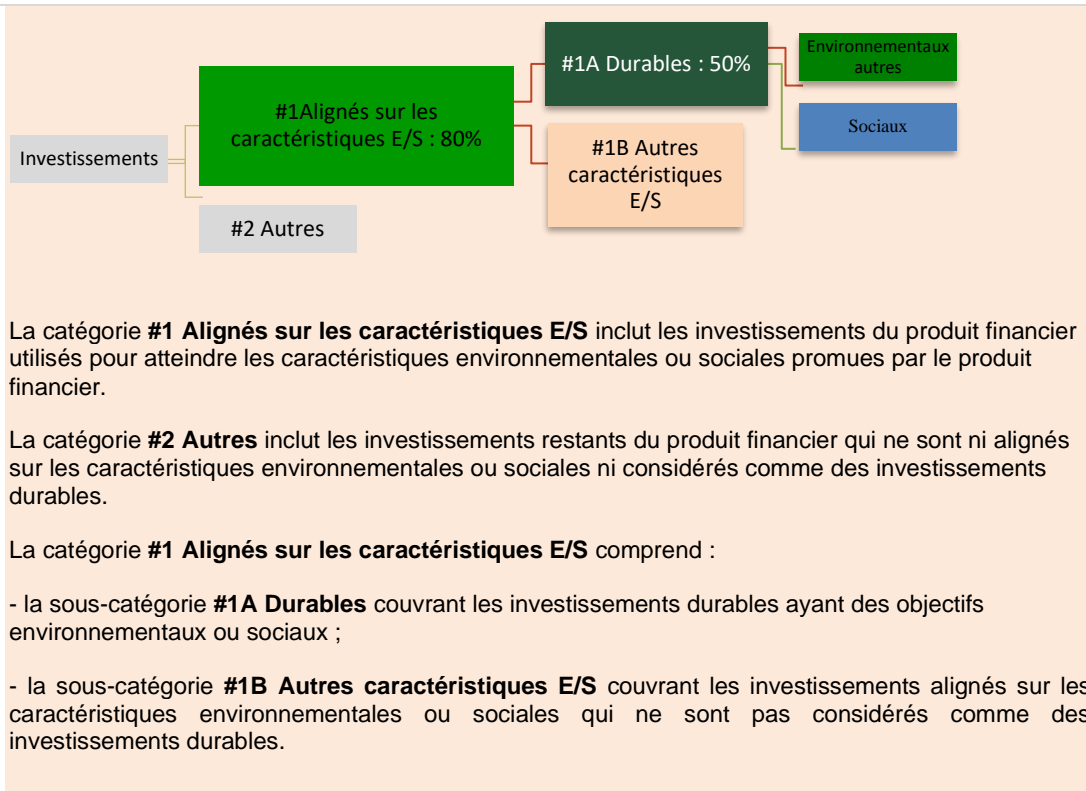 Investissements
#1Alignés sur les
caractéristiques E/S : 80%
#2 Autres
#1A Durables : 50%
#1B Autres
caractéristiques
E/S
Environnementaux
autres
Sociaux
La catégorie #1 Alignés sur les caractéristiques E/S inclut les investissements du produit financier
utilisés pour atteindre les caractéristiques environnementales ou sociales promues par le produit
financier.
La catégorie #2 Autres inclut les investissements restants du produit financier qui ne sont ni alignés
sur les caractéristiques environnementales ou sociales ni considérés comme des investissements
durables.
La catégorie #1 Alignés sur les caractéristiques E/S comprend :
- la sous-catégorie #1A Durables couvrant les investissements durables ayant des objectifs
environnementaux ou sociaux ;
- la sous-catégorie #1B Autres caractéristiques E/S couvrant les investissements alignés sur les
caractéristiques environnementales ou sociales qui ne sont pas considérés comme des
investissements durables.